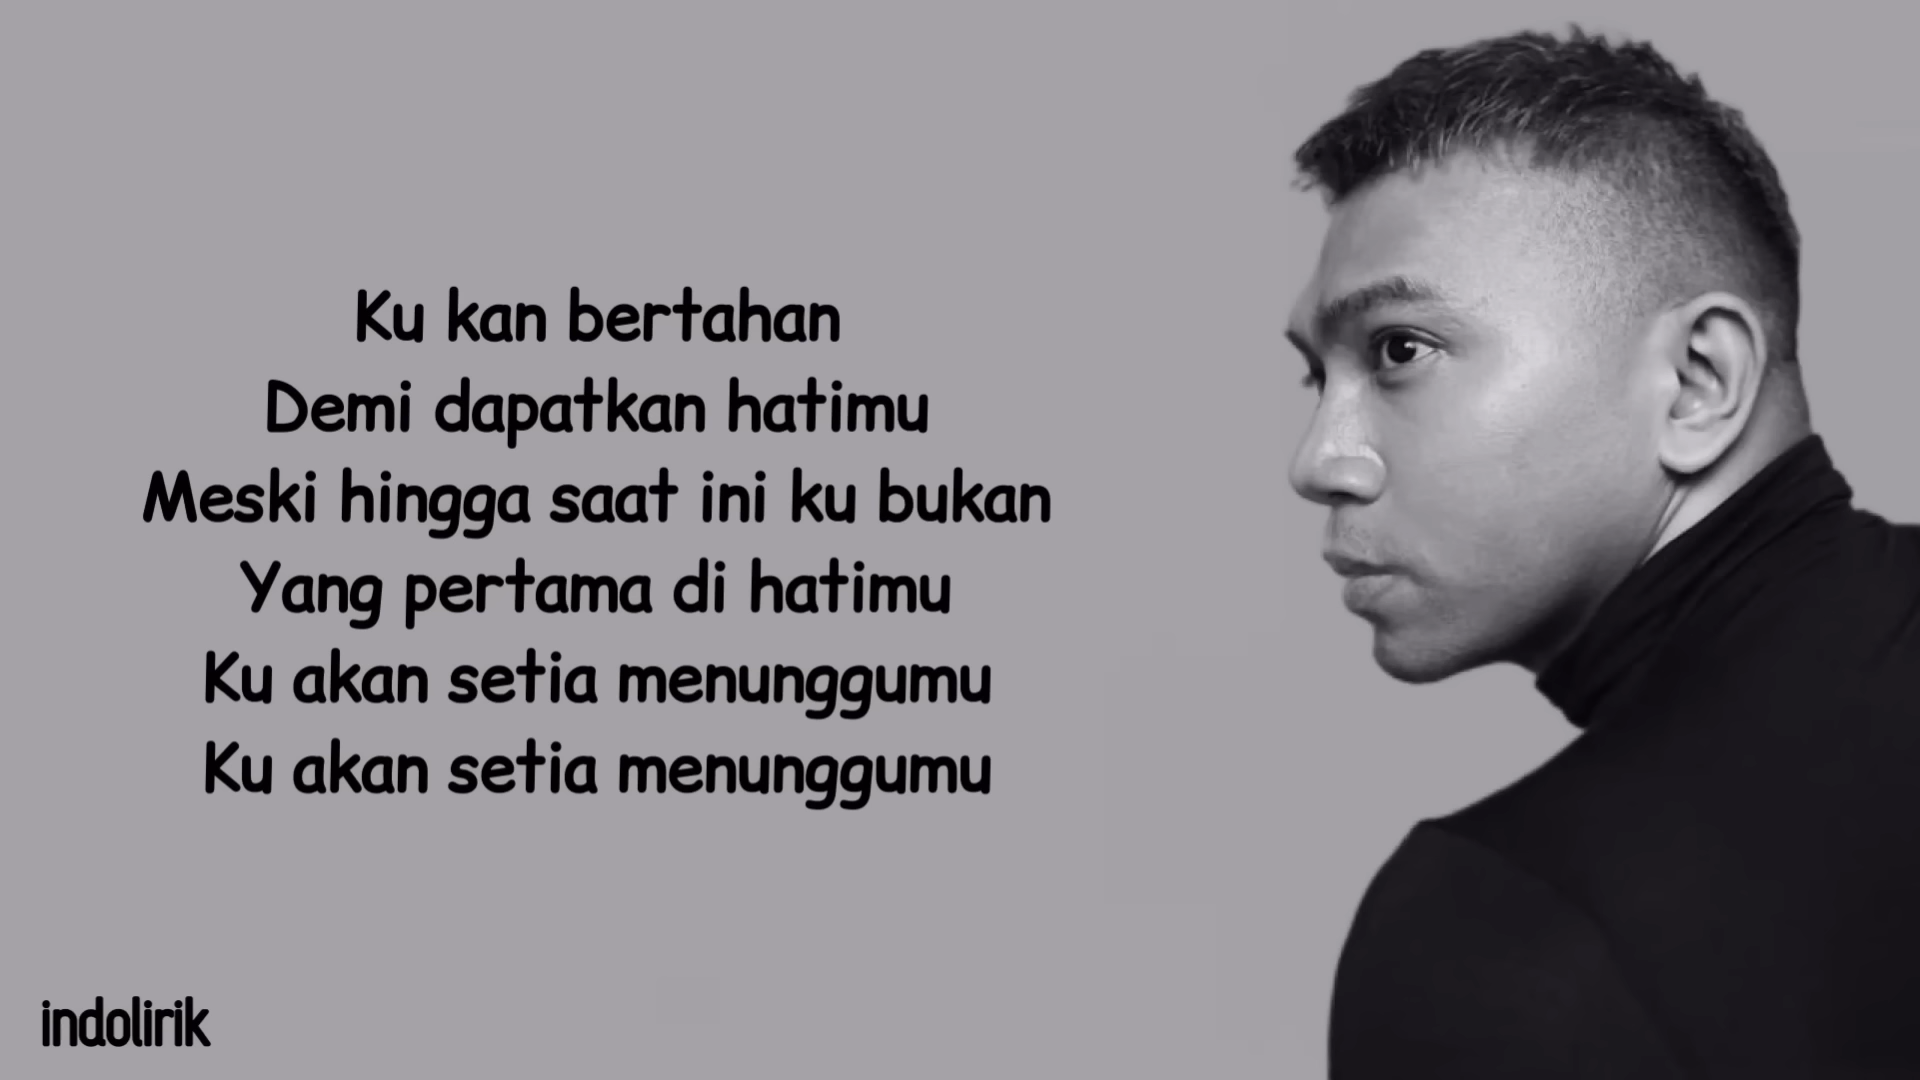 Ku kan bertahan
Demi dapatkan hatimu
Meski hingga saat ini ku bukan
Yang pertama di hatimu
Ku akan setia menunggumu
Ku akan setia menunggumu
indolirik